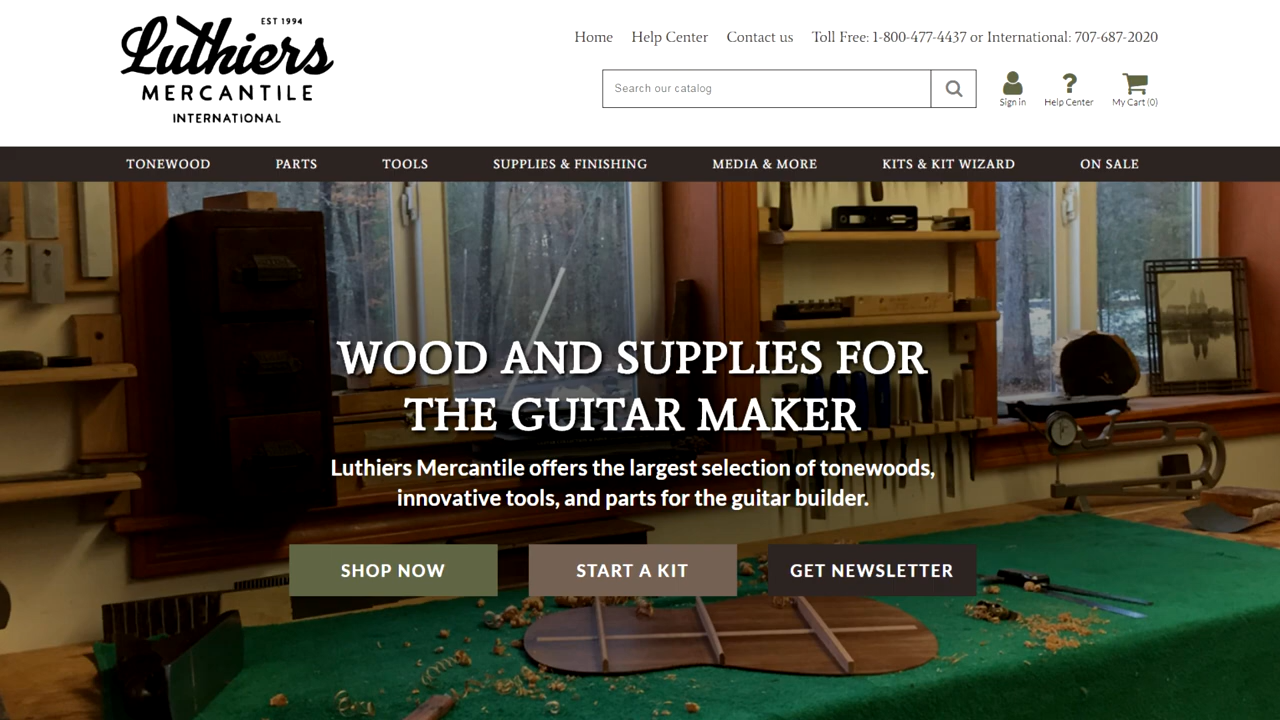 EST 1994
Luthiers
MERCANTILE
INTERNATIONAL
Home Help Center Contact us Toll Free: 1-800-477-4437 or International: 707-687-2020
Search our catalog
Sign in Help Center My Cart (0)
TONEWOOD PARTS TOOLS SUPPLIES & FINISHING MEDIA & MORE KITS & KIT WIZARD ON SALE
WOOD AND SUPPLIES FOR
THE GUITAR MAKER
Luthiers Mercantile offers the largest selection of tonewoods,
innovative tools, and parts for the guitar builder.
SHOP NOW START A KIT GET NEWSLETTER